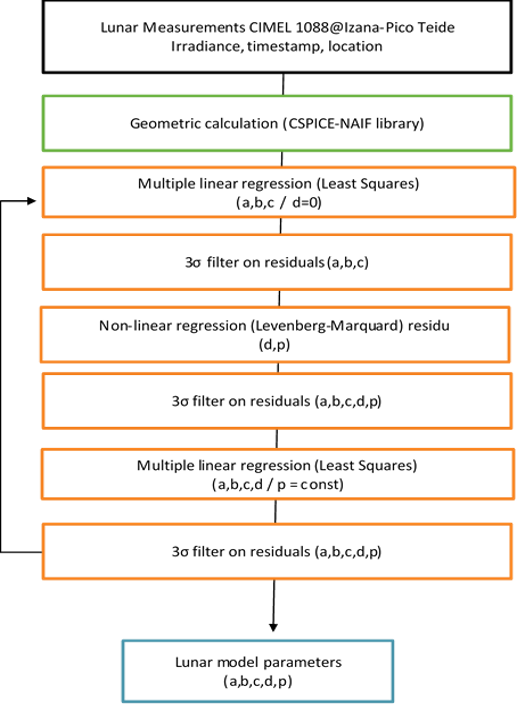 Lunar Measurements CIMEL 1088@Izana-Pico Teide
Irradiance, timestamp, location
Geometric calculation (CSPICE-NAIF library)
Multiple linear regression (Least Squares)
(a,b,c / d=0)
3σ filter on residuals (a,b,c)
Non-linear regression (Levenberg-Marquard) residu
(d,p)
3σ filter on residuals (a,b,c,d,p)
Multiple linear regression (Least Squares)
(a,b,c,d / p = const)
3σ filter on residuals (a,b,c,d,p)
Lunar model parameters
(a,b,c,d,p)